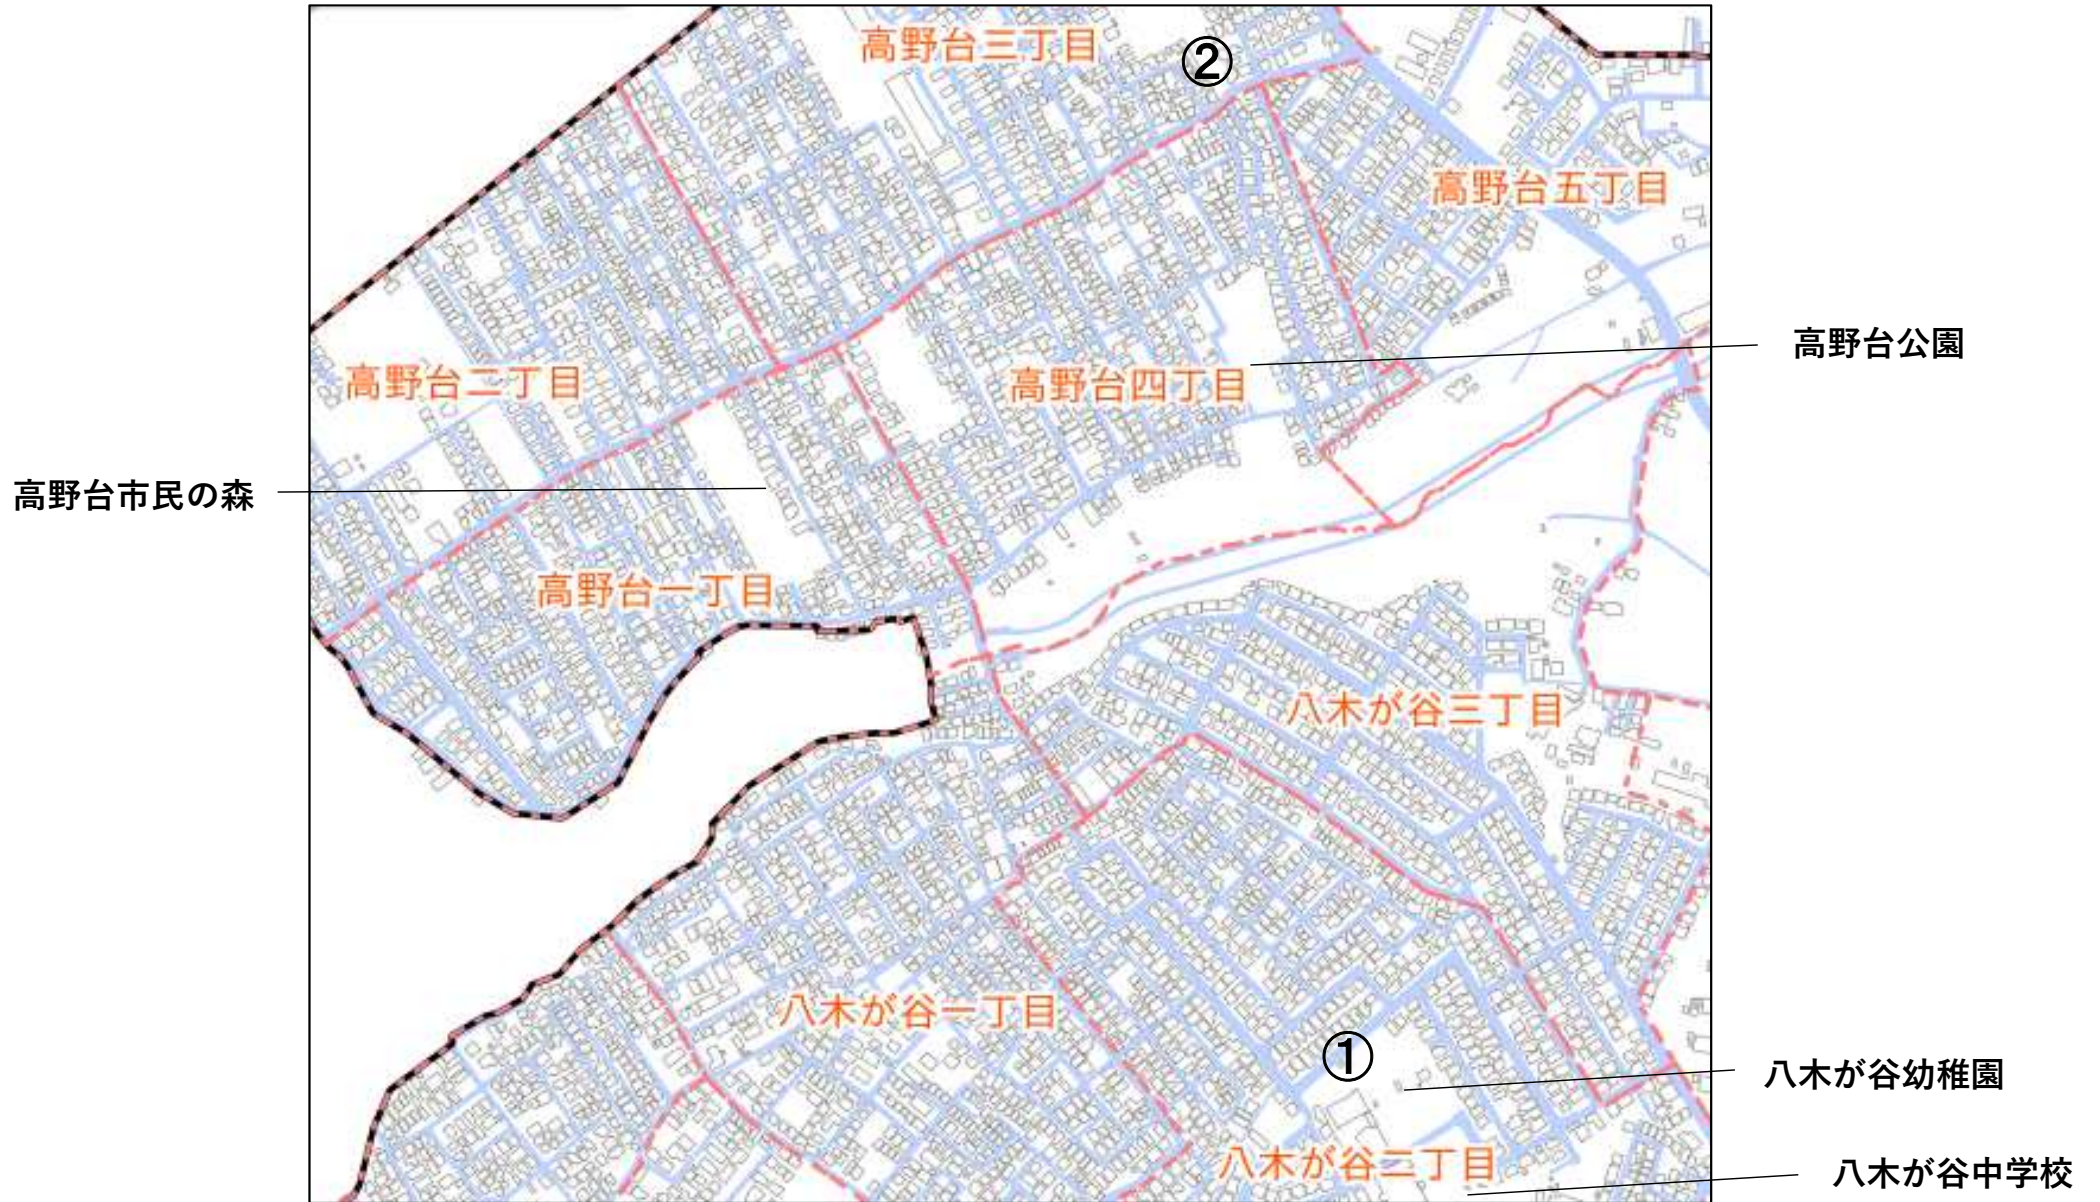 高野台三丁目
②
高野台五丁目
高野台公園
高野台二丁目
高野台四丁目
高野台市民の森
高野台一丁目
八木が谷三丁目
八木が谷一丁目
①
八木が谷幼稚園
八木が谷二丁目
八木が谷中学校